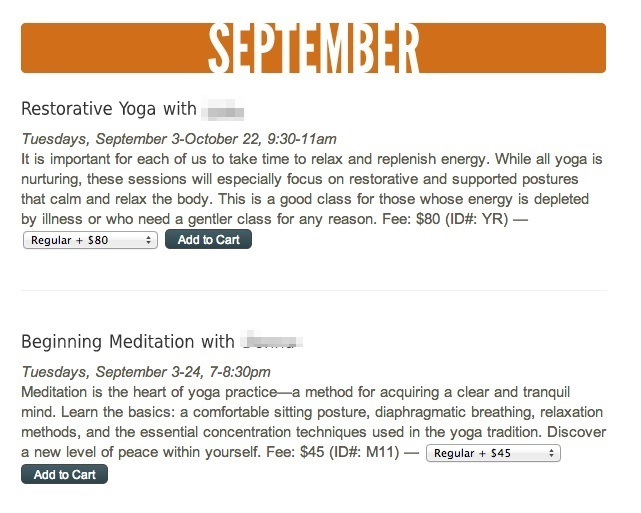 SEPTEMBER
Restorative Yoga with
Tuesdays, September 3-October 22, 9:30-11am
It is important for each of us to take time to relax and replenish energy. While all yoga is
nurturing, these sessions will especially focus on restorative and supported postures
that calm and relax the body. This is a good class for those whose energy is depleted
by illness or who need a gentler class for any reason. Fee: $80 (ID#: YR) —
Regular + $80 Add to Cart
Beginning Meditation with
Tuesdays, September 3-24, 7-8:30pm
Meditation is the heart of yoga practice—a method for acquiring a clear and tranquil
mind. Learn the basics: a comfortable sitting posture, diaphragmatic breathing, relaxation
methods, and the essential concentration techniques used in the yoga tradition. Discover
a new level of peace within yourself. Fee: $45 (ID#: M11) — Regular + $45
Add to Cart